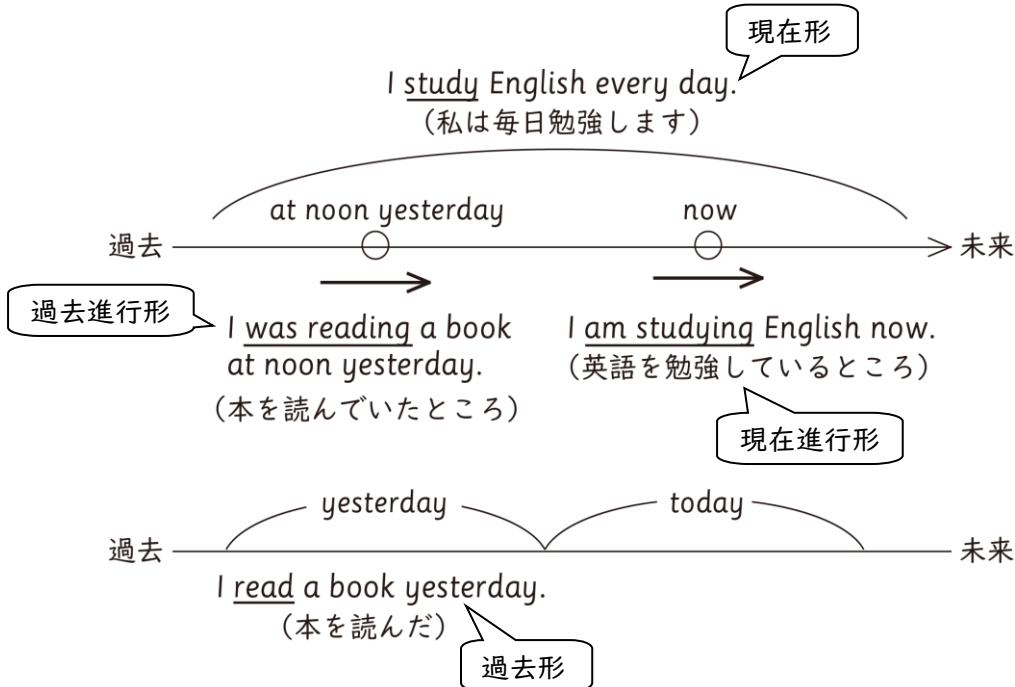 現在形
I study English every day.
（私は毎日勉強します）
at noon yesterday
now
過去
未来
過去進行形
I was reading a book
at noon yesterday.
（本を読んでいたところ）
I am studying English now.
（英語を勉強しているところ）
現在進行形
yesterday
today
過去
未来
I read a book yesterday.
（本を読んだ）
過去形